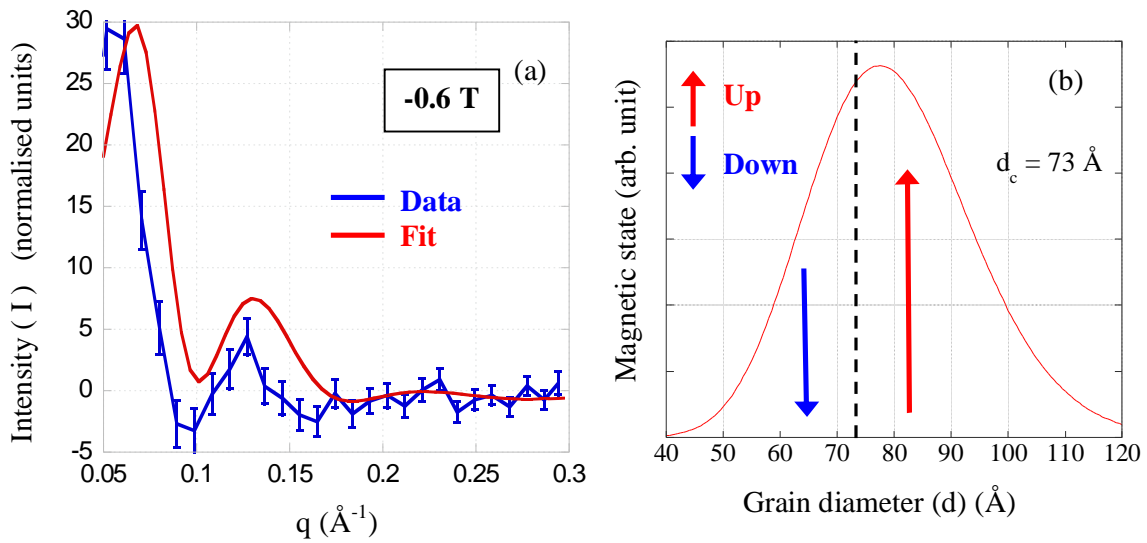 (a)
-0.6 T
Data
Fit
Intensity ( I ) (normalised units)
30
25
20
15
10
5
0
-5
0.05
0.1
0.15
0.2
0.25
0.3
q (Å-1)
(b)
Up
Down
dc = 73 Å
Magnetic state (arb. unit)
40
50
60
70
80
90
100
110
120
Grain diameter (d) (Å)